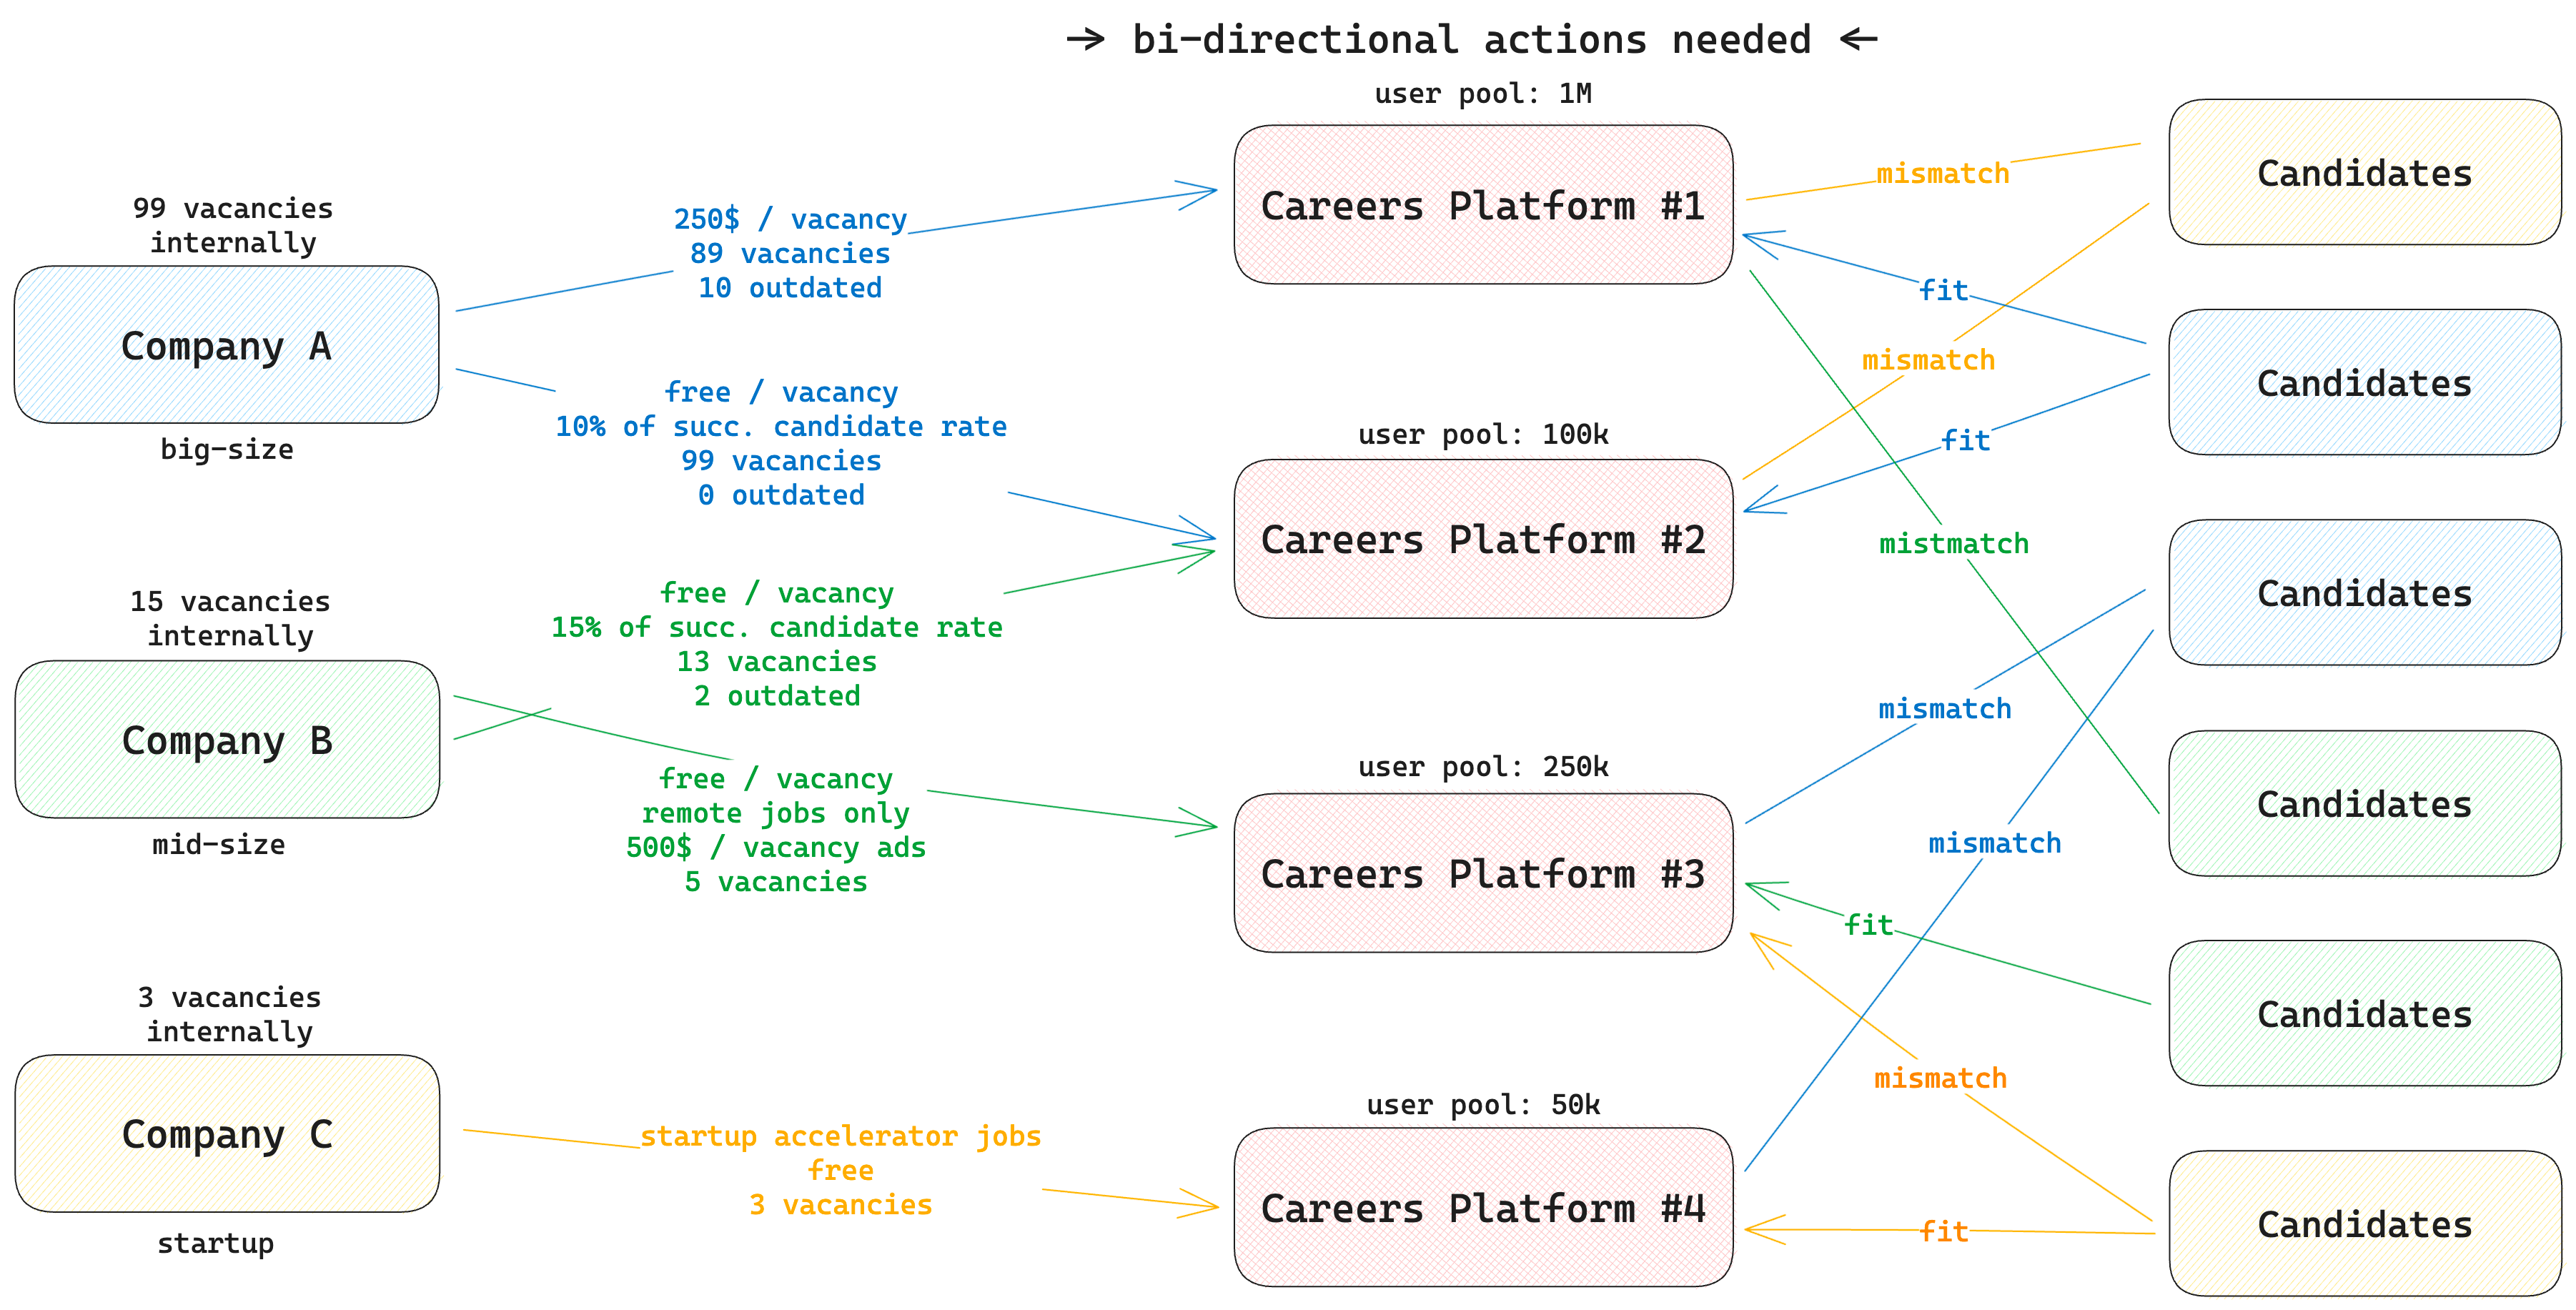 -> bi-directional actions needed <-
99 vacancies
internally
Company A
big-size
15 vacancies
internally
Company B
mid-size
3 vacancies
internally
Company C
startup
250$ / vacancy
89 vacancies
10 outdated
free / vacancy
10% of succ. candidate rate
99 vacancies
0 outdated
free / vacancy
15% of succ. candidate rate
13 vacancies
2 outdated
free / vacancy
remote jobs only
500$ / vacancy ads
5 vacancies
startup accelerator jobs
free
3 vacancies
user pool: 1M
Careers Platform #1
user pool: 100k
Careers Platform #2
user pool: 250k
Careers Platform #3
user pool: 50k
Careers Platform #4
mismatch
fit
mismatch
fit
mistmatch
mismatch
mismatch
fit
mismatch
fit
Candidates
Candidates
Candidates
Candidates
Candidates
Candidates